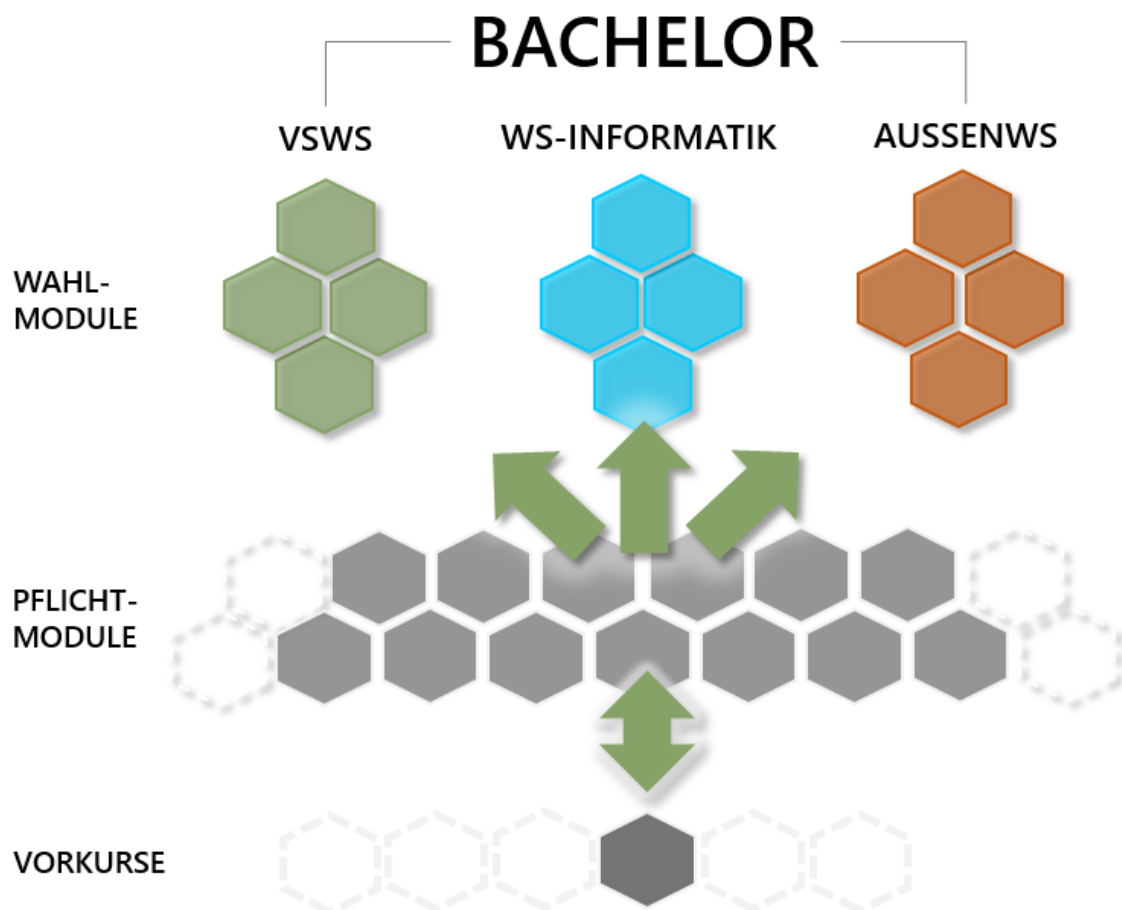 BACHELOR
VSWS
WS-INFORMATIK
AUSSENWS
WAHL-
MODULE
PFLICHT-
MODULE
VORKURSE